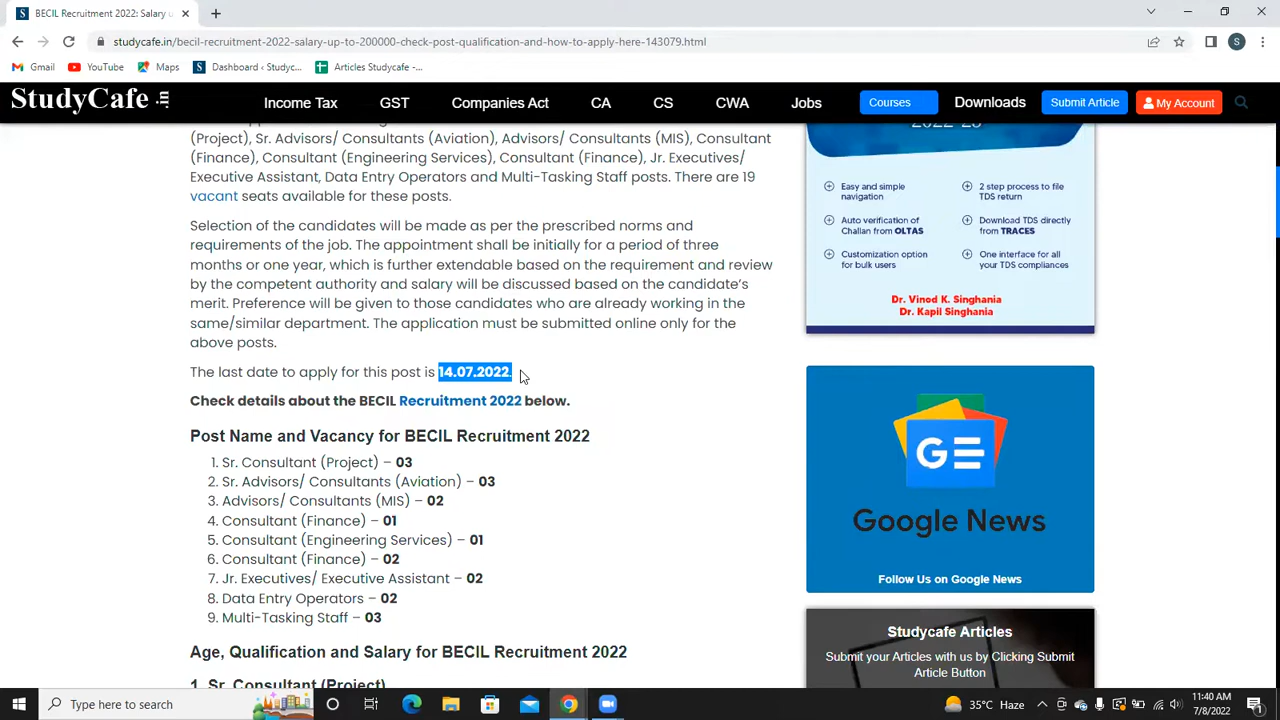 BECIL Recruitment 2022: Salary u
studycafe.in/becil-recruitment-2022-salary-up-to-200000-check-post-qualification-and-how-to-apply-here-143079.html
S
Gmail
YouTube
Maps
Dashboard ‹ Studyc...
Articles Studycafe -...
StudyCafe.in
Income Tax
GST
Companies Act
CA
CS
CWA
Jobs
Courses
Downloads
Submit Article
My Account
(Project), Sr. Advisors/ Consultants (Aviation), Advisors/ Consultants (MIS), Consultant
(Finance), Consultant (Engineering Services), Consultant (Finance), Jr. Executives/
Executive Assistant, Data Entry Operators and Multi-Tasking Staff posts. There are 19
vacant seats available for these posts.
Selection of the candidates will be made as per the prescribed norms and
requirements of the job. The appointment shall be initially for a period of three
months or one year, which is further extendable based on the requirement and review
by the competent authority and salary will be discussed based on the candidate's
merit. Preference will be given to those candidates who are already working in the
same/similar department. The application must be submitted online only for the
above posts.
The last date to apply for this post is 14.07.2022.
Check details about the BECIL Recruitment 2022 below.
Post Name and Vacancy for BECIL Recruitment 2022
1. Sr. Consultant (Project) – 03
2. Sr. Advisors/ Consultants (Aviation) – 03
3. Advisors/ Consultants (MIS) – 02
4. Consultant (Finance) – 01
5. Consultant (Engineering Services) – 01
6. Consultant (Finance) – 02
7. Jr. Executives/ Executive Assistant – 02
8. Data Entry Operators – 02
9. Multi-Tasking Staff – 03
Age, Qualification and Salary for BECIL Recruitment 2022
1. Sr. Consultant (Project)
2022-23
Easy and simple
navigation
2 step process to file
TDS return
Auto verification of
Challan from OLTAS
Download TDS directly
from TRACES
Customization option
for bulk users
One interface for all
your TDS compliances
Dr. Vinod K. Singhania
Dr. Kapil Singhania
GE
Google News
Follow Us on Google News
Studycafe Articles
Submit your Articles with us by Clicking Submit
Article Button
Type here to search
35°C Haze
11:40 AM
7/8/2022
1